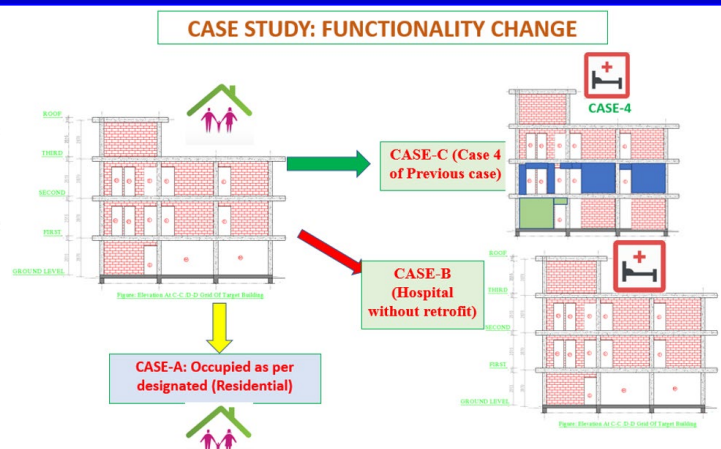 CASE STUDY: FUNCTIONALITY CHANGE
ROOF
THIRD
SECOND
FIRST
GROUND LEVEL
Figure: Elevation At C-C D-D Grid Of Target Building
CASE-C (Case 4
of Previous case)
CASE-4
CASE-B
(Hospital
without retrofit)
ROOF
THIRD
SECOND
FIRST
GROUND LEVEL
Figure: Elevation At C-C D-D Grid Of Target Building
CASE-A: Occupied as per
designated (Residential)